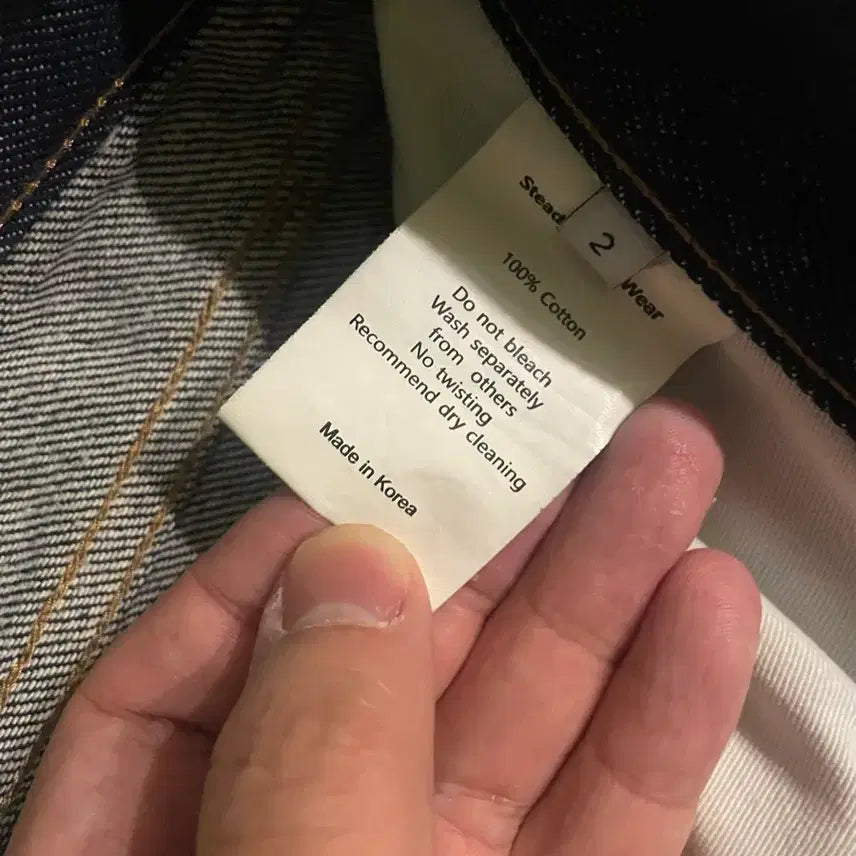 Stead
2
Wear
100% Cotton
Do not bleach
Wash separately
from others
No twisting
Recommend dry cleaning
Made in Korea